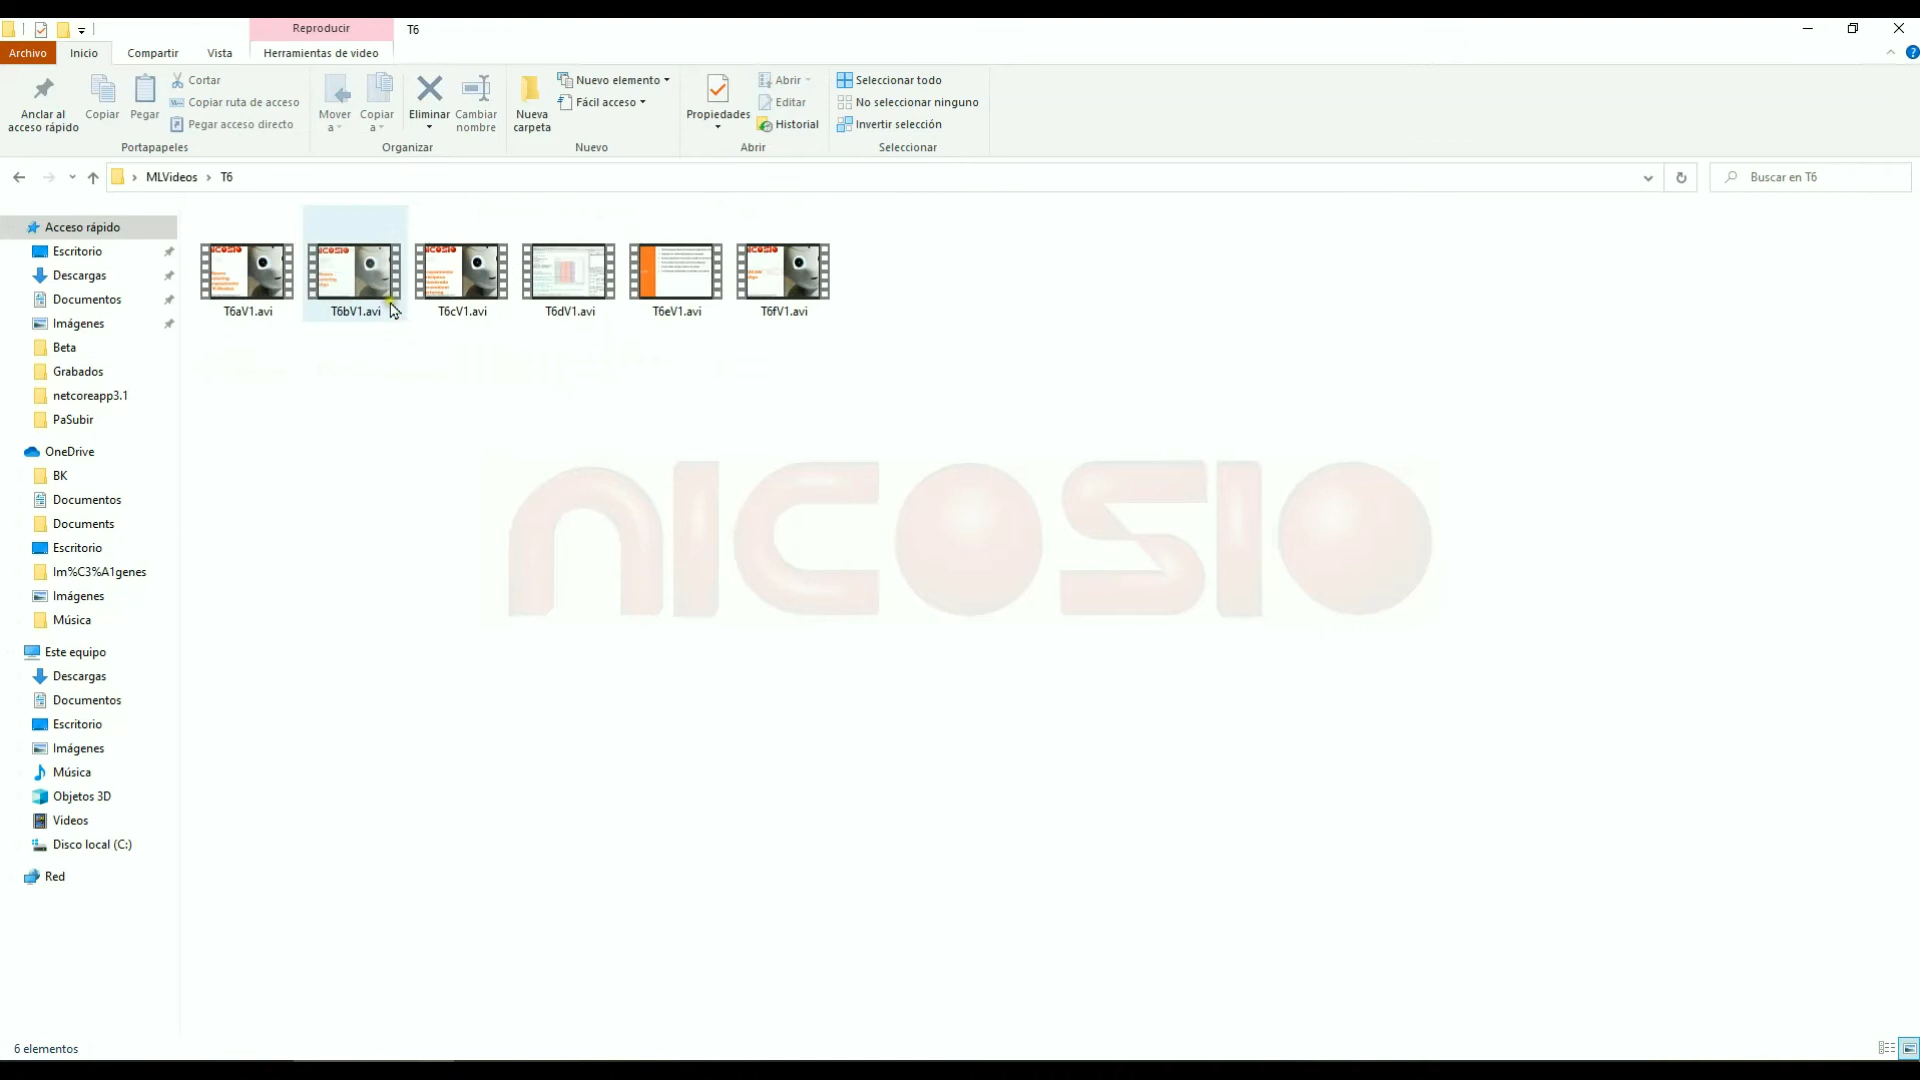 Reproducir
T6
Archivo
Inicio
Compartir
Vista
Herramientas de video
Anclar al
acceso rápido
Copiar
Pegar
Cortar
Copiar ruta de acceso
Pegar acceso directo
Portapapeles
Mover
a
Copiar
a
Eliminar
Cambiar
nombre
Organizar
Nueva
carpeta
Nuevo elemento
Fácil acceso
Nuevo
Propiedades
Abrir
Editar
Historial
Abrir
Seleccionar todo
No seleccionar ninguno
Invertir selección
Seleccionar
MLVideos > T6
Buscar en T6
Acceso rápido
Escritorio
Descargas
Documentos
Imágenes
Beta
Grabados
netcoreapp3.1
PaSubir
OneDrive
BK
Documentos
Documents
Escritorio
Im%C3%A1genes
Imágenes
Música
Este equipo
Descargas
Documentos
Escritorio
Imágenes
Música
Objetos 3D
Videos
Disco local (C:)
Red
T6aV1.avi
T6bV1.avi
T6cV1.avi
T6dV1.avi
T6eV1.avi
T6fV1.avi
NICOSIO
6 elementos